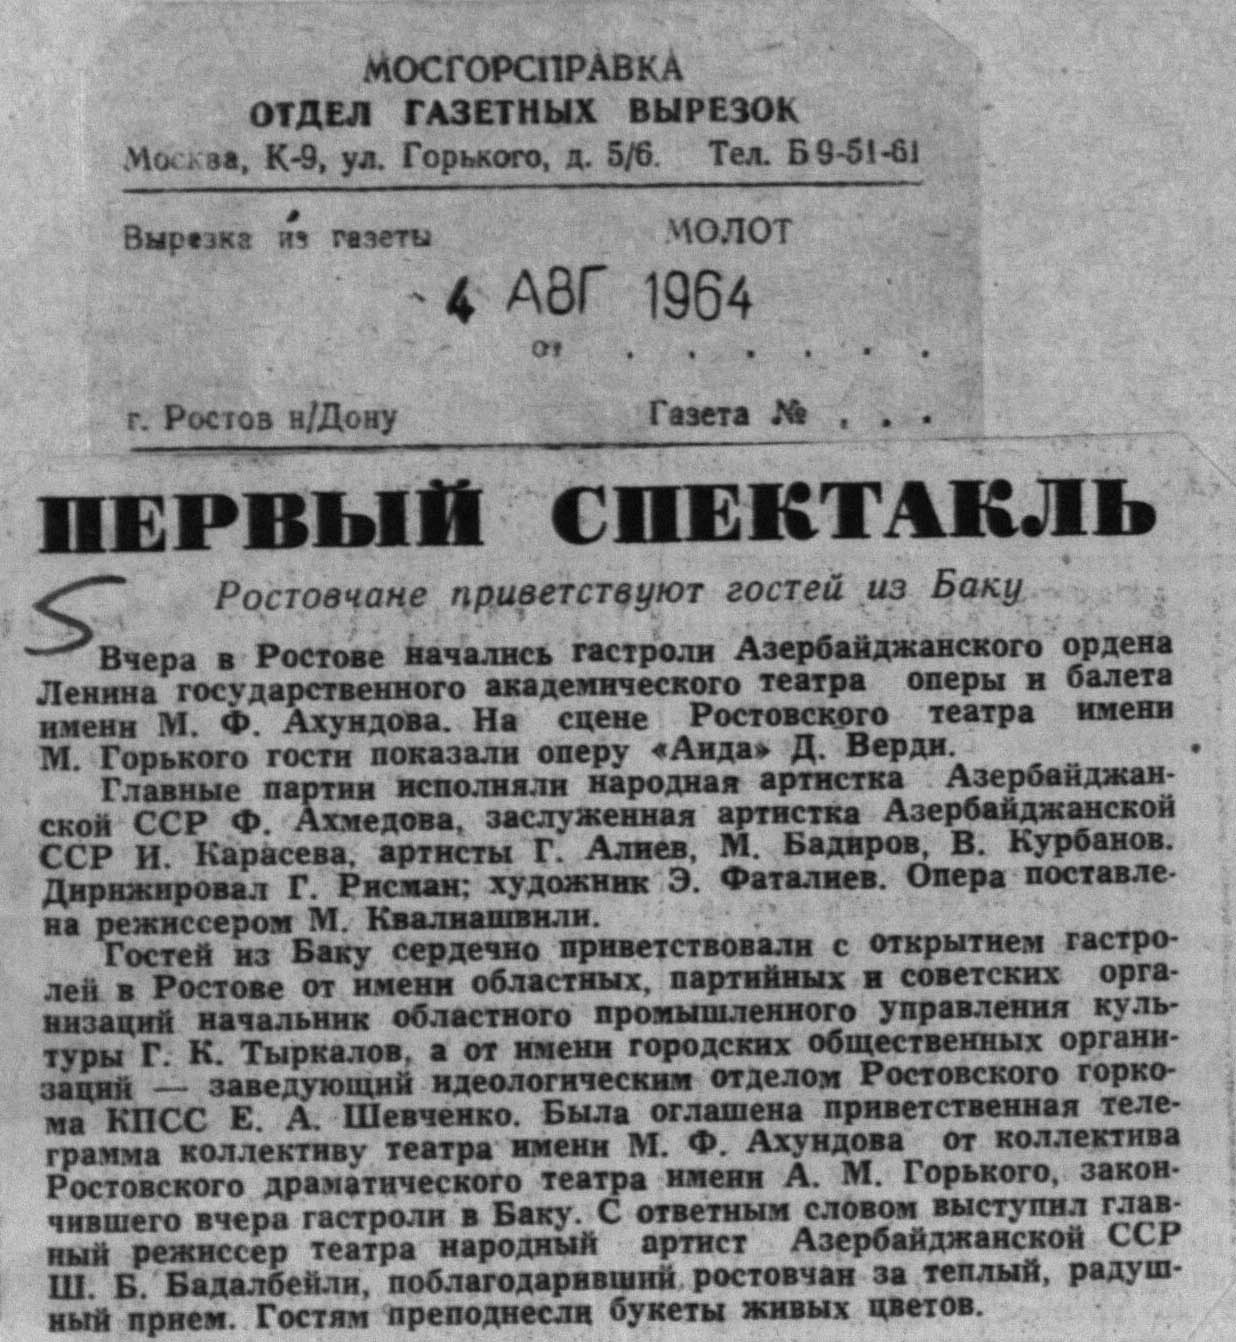 МОСГОРСПРАВКА
ОТДЕЛ ГАЗЕТНЫХ ВЫРЕЗОК
Москва, К-9, ул. Горького, д. 5/6. Тел. Б 9-51-61
Вырезка из газеты МОЛОТ
4 АВГ 1964
от . . . . . .
г. Ростов н/Дону Газета № . . .
ПЕРВЫЙ СПЕКТАКЛЬ
Ростовчане приветствуют гостей из Баку
Вчера в Ростове начались гастроли Азербайджанского ордена
Ленина государственного академического театра оперы и балета
имени М. Ф. Ахундова. На сцене Ростовского театра имени
М. Горького гости показали оперу «Аида» Д. Верди.
Главные партии исполняли народная артистка Азербайджан-
ской ССР Ф. Ахмедова, заслуженная артистка Азербайджанской
ССР И. Карасева, артисты Г. Алиев, М. Бадиров, В. Курбанов.
Дирижировал Г. Рисман; художник Э. Фаталиев. Опера поставле-
на режиссером М. Квалиашвили.
Гостей из Баку сердечно приветствовали с открытием гастро-
лей в Ростове от имени областных, партийных и советских орга-
низаций начальник областного промышленного управления куль-
туры Г. К. Тыркалов, а от имени городских общественных органи-
заций — заведующий идеологическим отделом Ростовского горко-
ма КПСС Е. А. Шевченко. Была оглашена приветственная теле-
грамма коллективу театра имени М. Ф. Ахундова от коллектива
Ростовского драматического театра имени А. М. Горького, закон-
чившего вчера гастроли в Баку. С ответным словом выступил глав-
ный режиссер театра народный артист Азербайджанской ССР
Ш. Б. Бадалбейли, поблагодаривший ростовчан за теплый, радуш-
ный прием. Гостям преподнесли букеты живых цветов.